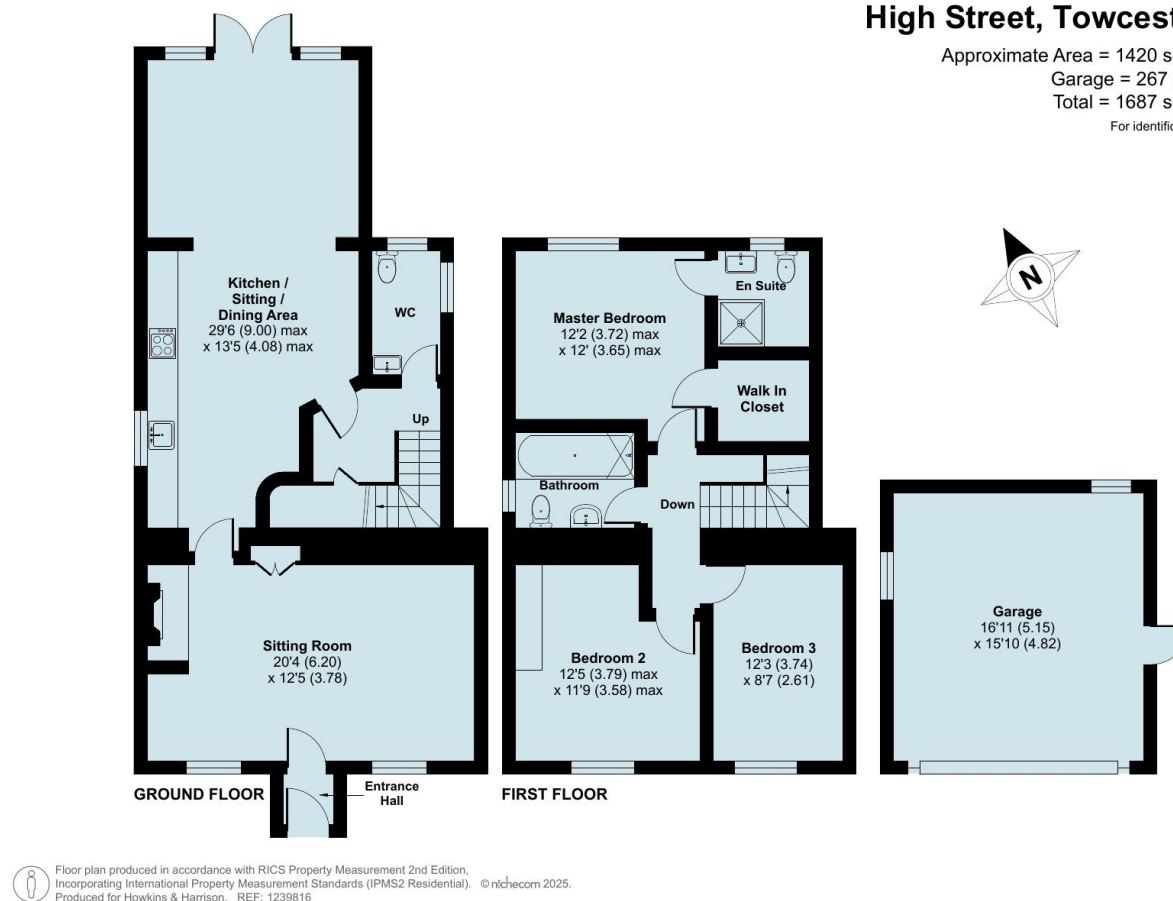 High Street, Towcest
Approximate Area = 1420 s
Garage = 267
Total = 1687 s
For identific
Kitchen /
Sitting /
Dining Area
29'6 (9.00) max
x 13'5 (4.08) max
WC
Up
Sitting Room
20'4 (6.20)
x 12'5 (3.78)
Entrance
Hall
GROUND FLOOR
Master Bedroom
12'2 (3.72) max
x 12' (3.65) max
En Suite
Walk In
Closet
Bathroom
Down
Bedroom 2
12'5 (3.79) max
x 11'9 (3.58) max
Bedroom 3
12'3 (3.74)
x 8'7 (2.61)
FIRST FLOOR
N
Garage
16'11 (5.15)
x 15'10 (4.82)
Floor plan produced in accordance with RICS Property Measurement 2nd Edition,
Incorporating International Property Measurement Standards (IPMS2 Residential). © nichecom 2025.
Produced for Howkins & Harrison. REF: 1239816